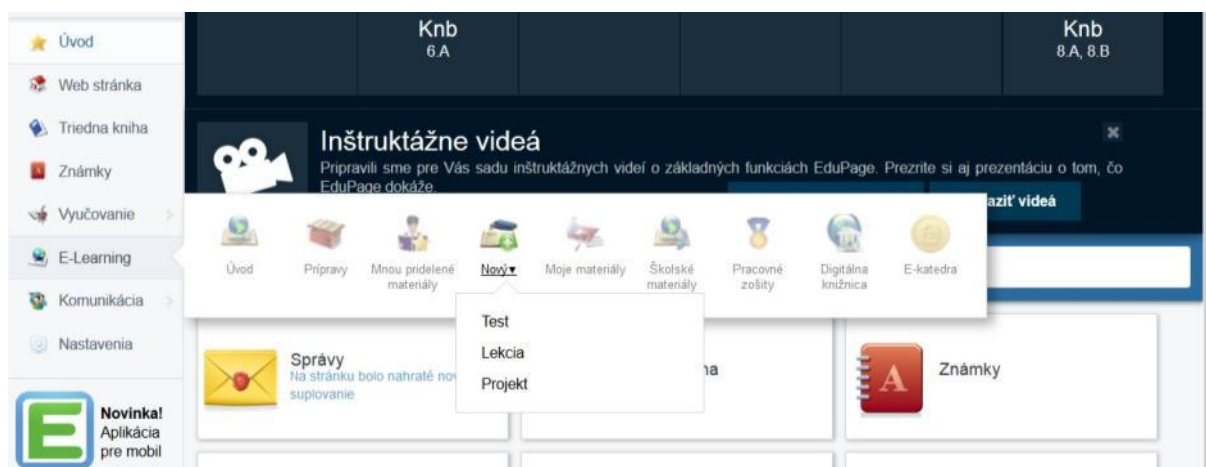 Knb
6.A
Knb
8.A, 8.B
Úvod
Web stránka
Triedna kniha
Známky
Vyučovanie
E-Learning
Komunikácia
Nastavenia
Novinka!
Aplikácia
pre mobil
Inštruktážne videá
Pripravili sme pre Vás sadu inštruktážnych videí o základných funkciách EduPage. Prezrite si aj prezentáciu o tom, čo
EduPage dokáže.
videá
Úvod
Prípravy
Mnou pridelené
materiály
Nový▾
Moje materiály
Školské
materiály
Pracovné
zošity
Digitálna
knižnica
E-katedra
Test
Lekcia
Projekt
Správy
Na stránku bolo nahraté
suplovanie
Známky
A